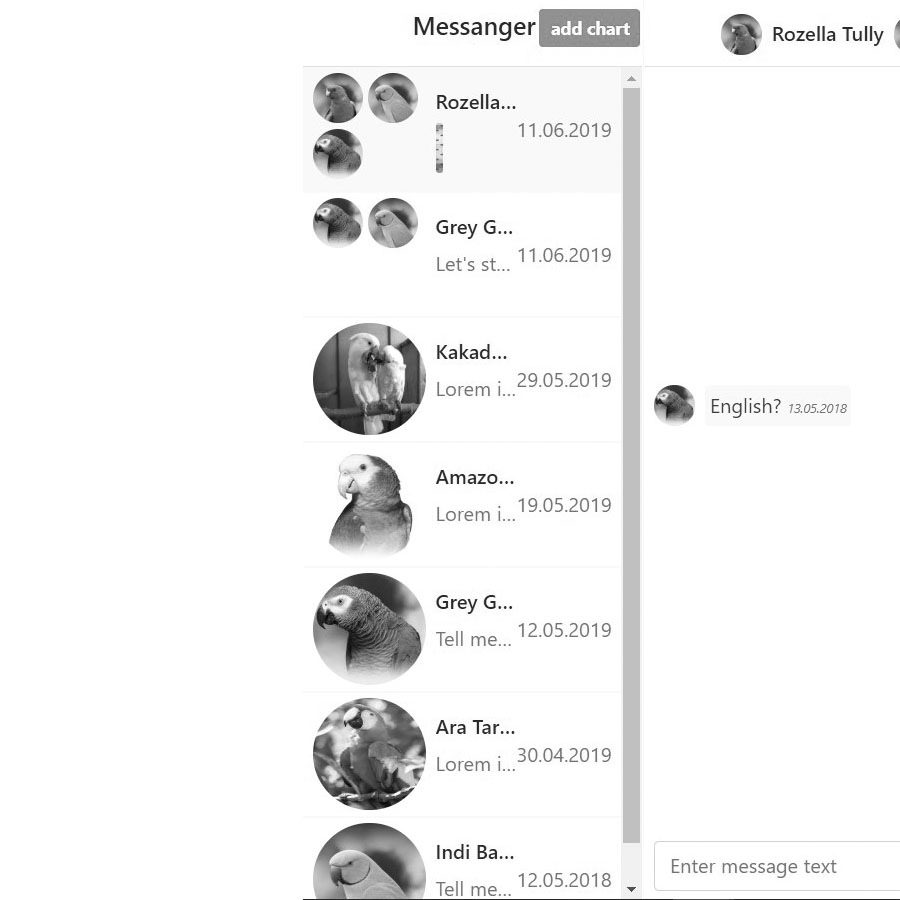 Messanger
add chart
Rozella Tully
Rozella...
11.06.2019
Grey G...
Let's st...
11.06.2019
Kakad...
Lorem i...
29.05.2019
Amazo...
Lorem i...
19.05.2019
Grey G...
Tell me...
12.05.2019
Ara Tar...
Lorem i...
30.04.2019
Indi Ba...
Tell me...
12.05.2018
English? 13.05.2018
Enter message text